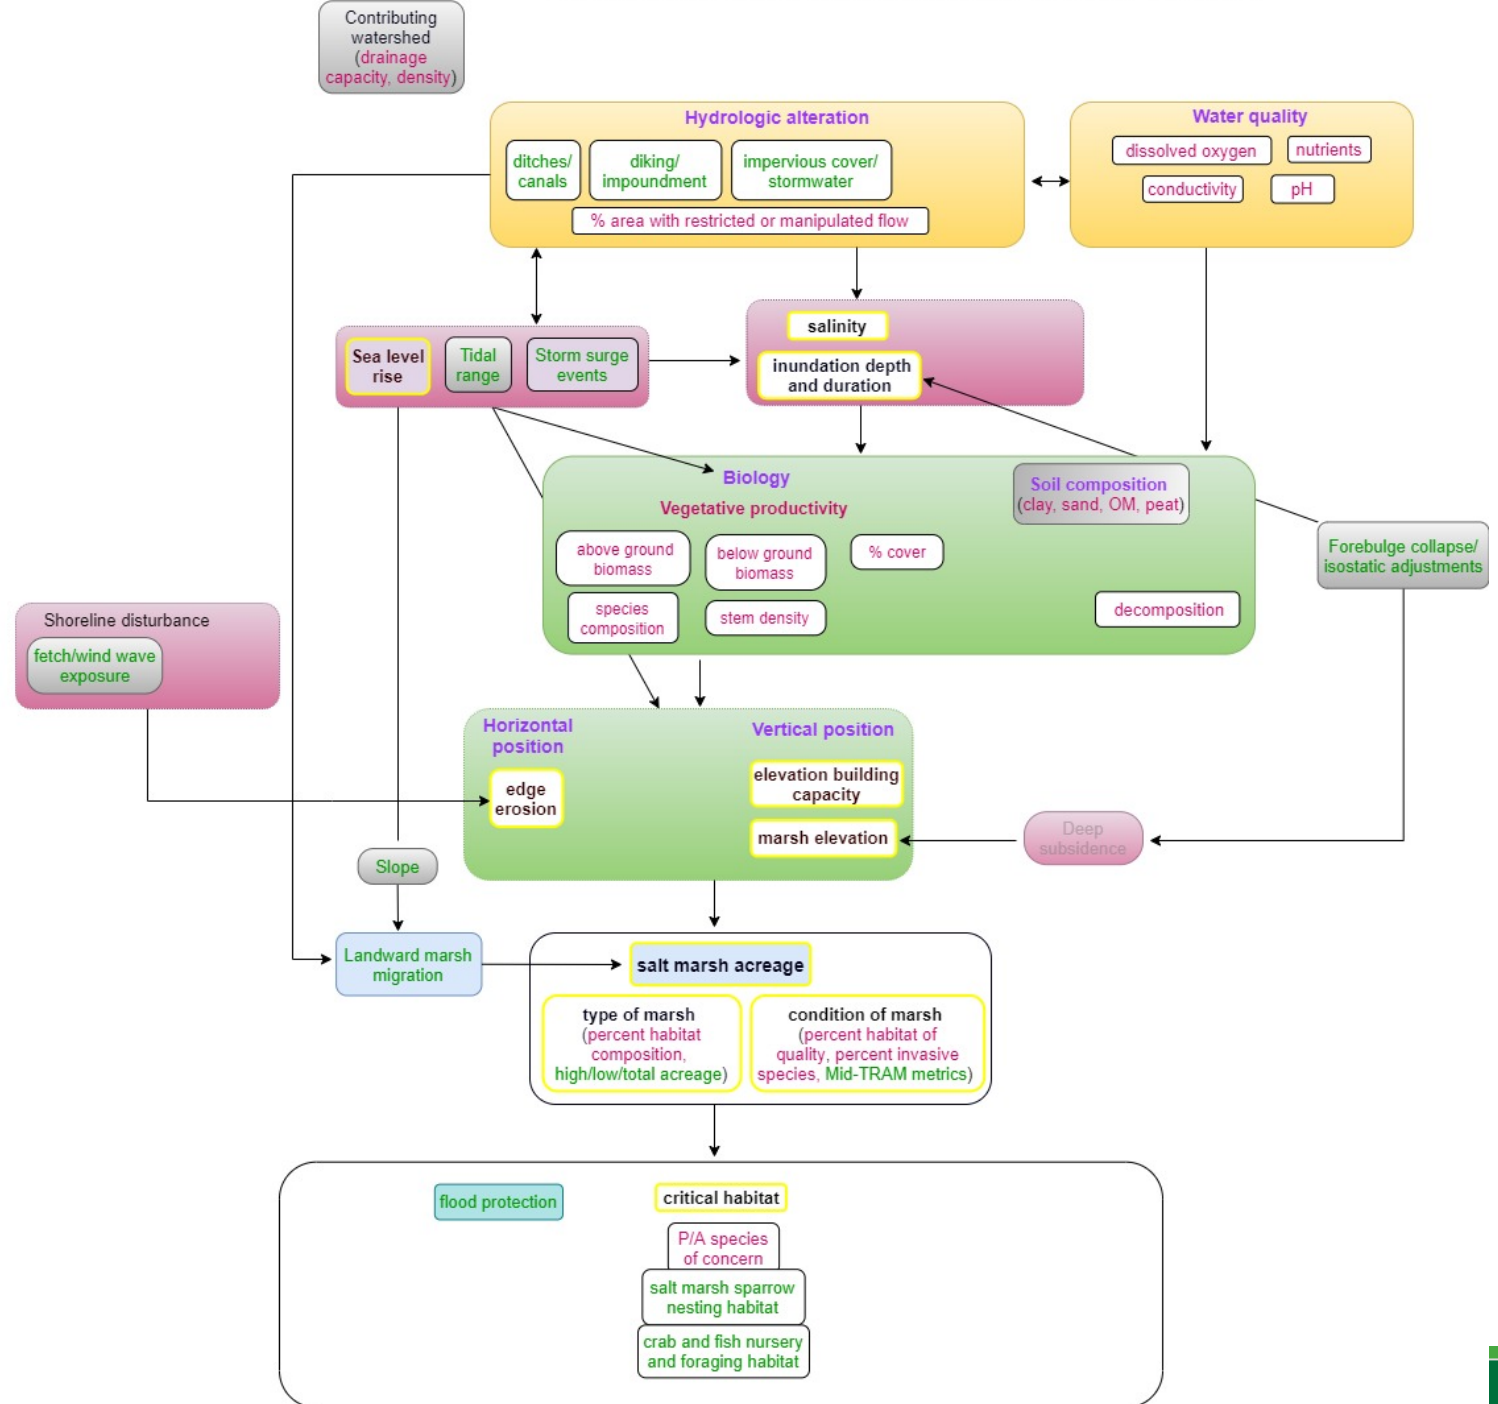 Contributing
watershed
(drainage
capacity, density)
Hydrologic alteration
ditches/
canals
diking/
impoundment
impervious cover/
stormwater
% area with restricted or manipulated flow
Water quality
dissolved oxygen
nutrients
conductivity
pH
Sea level
rise
Tidal
range
Storm surge
events
salinity
inundation depth
and duration
Biology
Vegetative productivity
above ground
biomass
below ground
biomass
% cover
species
composition
stem density
Soil composition
(clay, sand, OM, peat)
decomposition
Forebulge collapse/
isostatic adjustments
Shoreline disturbance
fetch/wind wave
exposure
Horizontal
position
edge
erosion
Vertical position
elevation building
capacity
marsh elevation
Deep
subsidence
Slope
Landward marsh
migration
salt marsh acreage
type of marsh
(percent habitat
composition,
high/low/total acreage)
condition of marsh
(percent habitat of
quality, percent invasive
species, Mid-TRAM metrics)
flood protection
critical habitat
P/A species
of concern
salt marsh sparrow
nesting habitat
crab and fish nursery
and foraging habitat